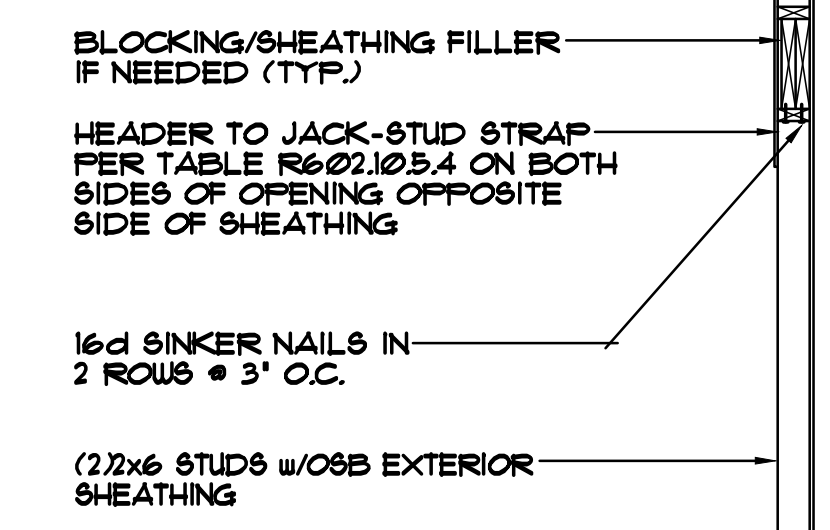 BLOCKING/SHEATHING FILLER
IF NEEDED (TYP.)
HEADER TO JACK-STUD STRAP
PER TABLE R602.10.5.4 ON BOTH
SIDES OF OPENING OPPOSITE
SIDE OF SHEATHING
16d SINKER NAILS IN
2 ROWS @ 3" O.C.
(2)2x6 STUDS w/OSB EXTERIOR
SHEATHING